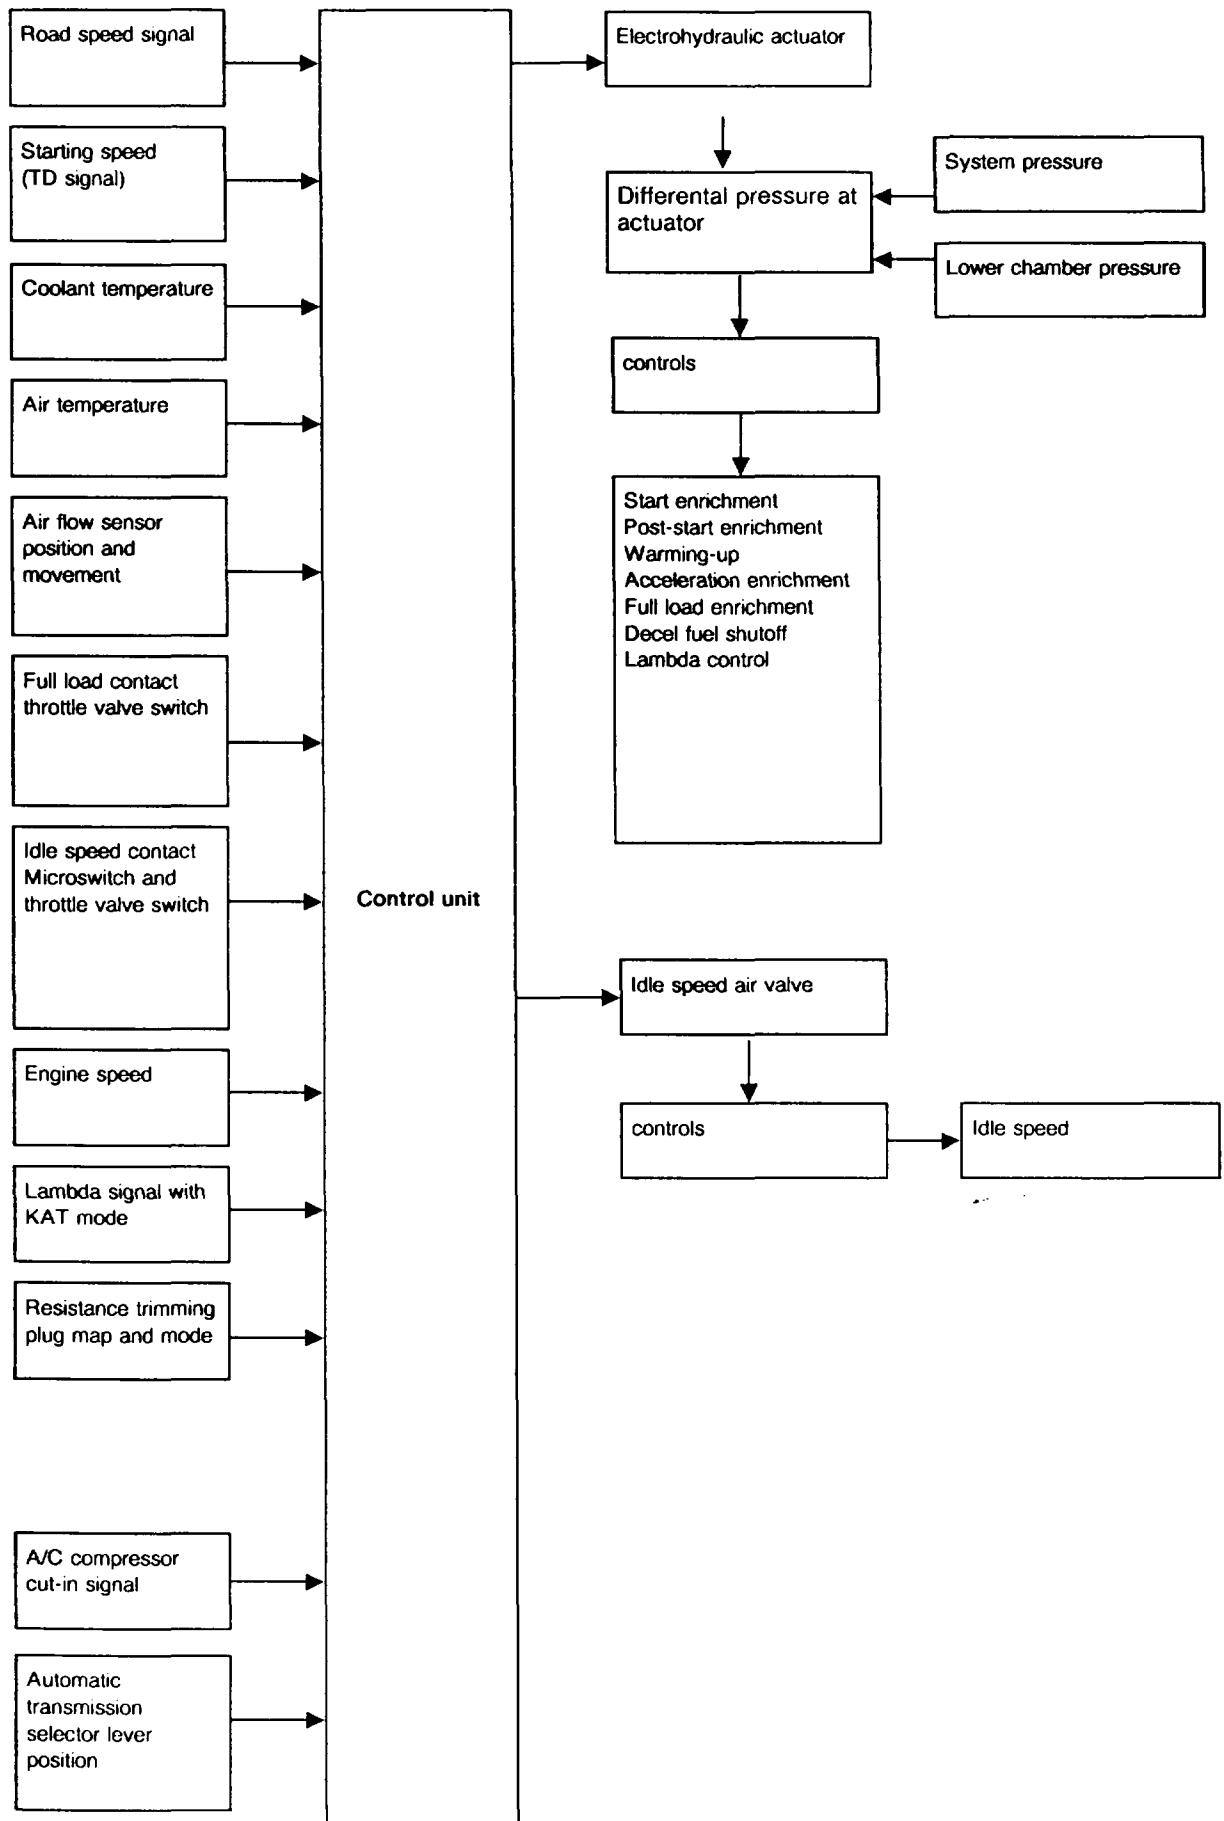 Road speed signal
Starting speed
(TD signal)
Coolant temperature
Air temperature
Air flow sensor
position and
movement
Full load contact
throttle valve switch
Idle speed contact
Microswitch and
throttle valve switch
Engine speed
Lambda signal with
KAT mode
Resistance trimming
plug map and mode
A/C compressor
cut-in signal
Automatic
transmission
selector lever
position
Control unit
Electrohydraulic actuator
Differental pressure at
actuator
System pressure
Lower chamber pressure
controls
Start enrichment
Post-start enrichment
Warming-up
Acceleration enrichment
Full load enrichment
Decel fuel shutoff
Lambda control
Idle speed air valve
controls
Idle speed